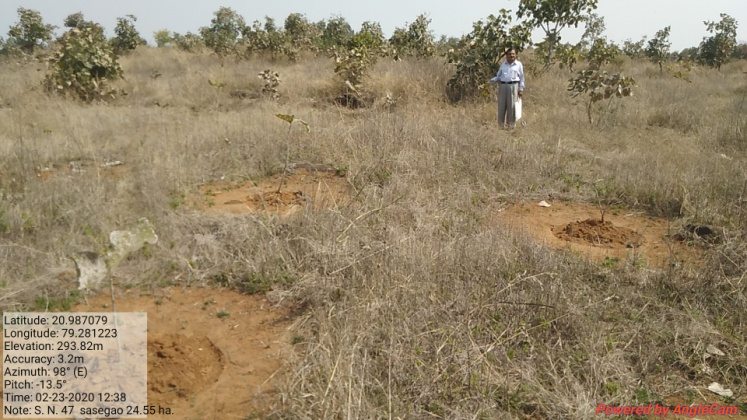 Latitude: 20.987079
Longitude: 79.281223
Elevation: 293.82m
Accuracy: 3.2m
Azimuth: 98° (E)
Pitch: -13.5°
Time: 02-23-2020 12:38
Note: S. N. 47 sasegao 24.55 ha.
Powered by AngleCam